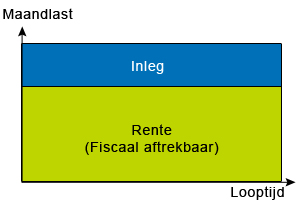 Maandlast
Inleg
Rente
(Fiscaal aftrekbaar)
Looptijd